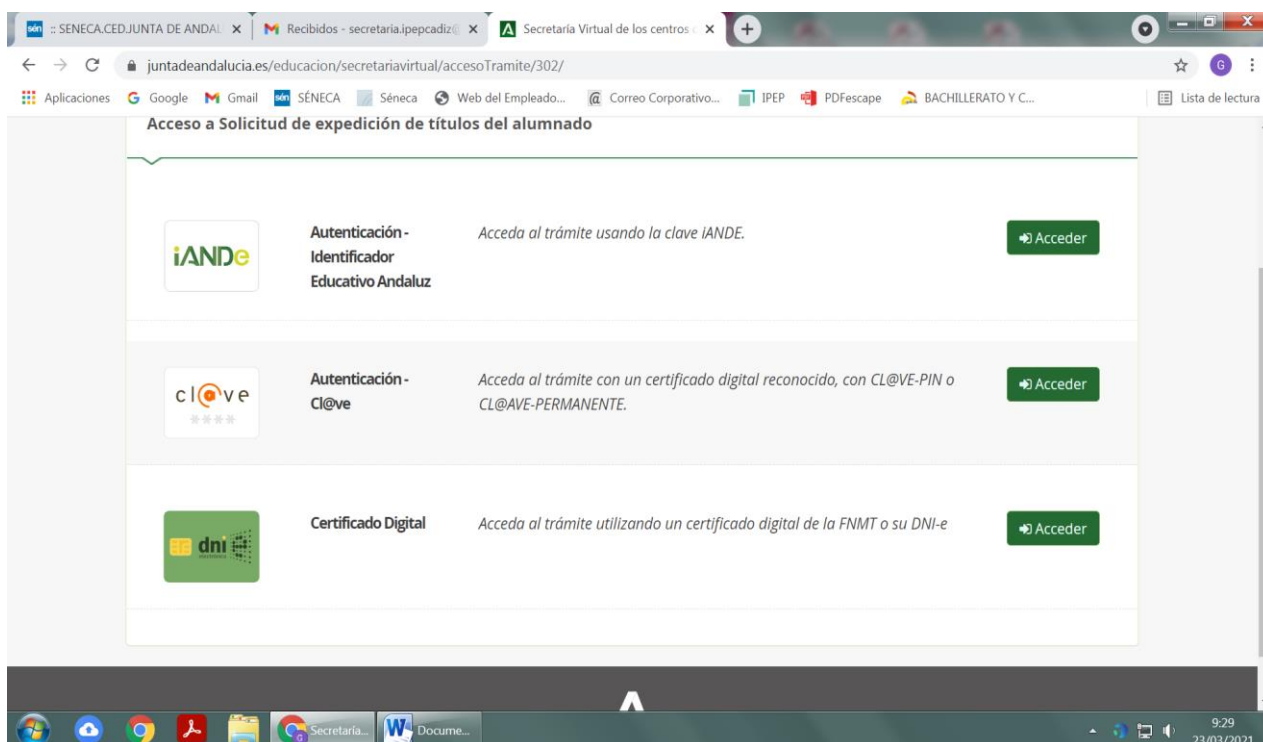 són :: SENECA.CED.JUNTA DE ANDAL
Recibidos - secretaria.ipepcadiz@
Secretaría Virtual de los centros
juntadeandalucia.es/educacion/secretariavirtual/accesoTramite/302/
G
Aplicaciones
Google
Gmail
són SÉNECA
Séneca
Web del Empleado...
Correo Corporativo...
IPEP
PDFescape
BACHILLERATO Y C...
Lista de lectura
Acceso a Solicitud de expedición de títulos del alumnado
iANDe
Autenticación -
Identificador
Educativo Andaluz
Acceda al trámite usando la clave iANDE.
Acceder
cl@ve
****
Autenticación -
Cl@ve
Acceda al trámite con un certificado digital reconocido, con CL@VE-PIN o
CL@AVE-PERMANENTE.
Acceder
dni e
Certificado Digital
Acceda al trámite utilizando un certificado digital de la FNMT o su DNI-e
Acceder
Secretaría...
Docume...
9:29
23/03/2021